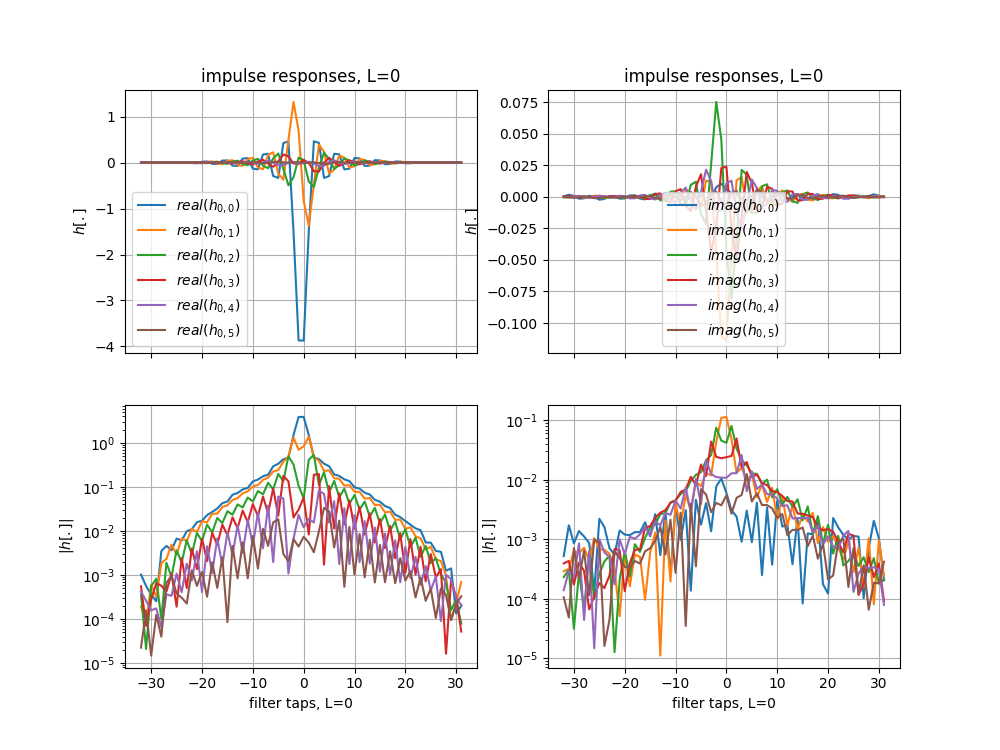 impulse responses, L=0
impulse responses, L=0
1
0
−1
−2
−3
−4
h[.]
real(h0,0)
real(h0,1)
real(h0,2)
real(h0,3)
real(h0,4)
real(h0,5)
0.075
0.050
0.025
0.000
−0.025
−0.050
−0.075
−0.100
h[.]
imag(h0,0)
imag(h0,1)
imag(h0,2)
imag(h0,3)
imag(h0,4)
imag(h0,5)
10^0
10^−1
10^−2
10^−3
10^−4
10^−5
|h[.]|
−30 −20 −10 0 10 20 30
filter taps, L=0
10^−1
10^−2
10^−3
10^−4
10^−5
|h[.]|
−30 −20 −10 0 10 20 30
filter taps, L=0